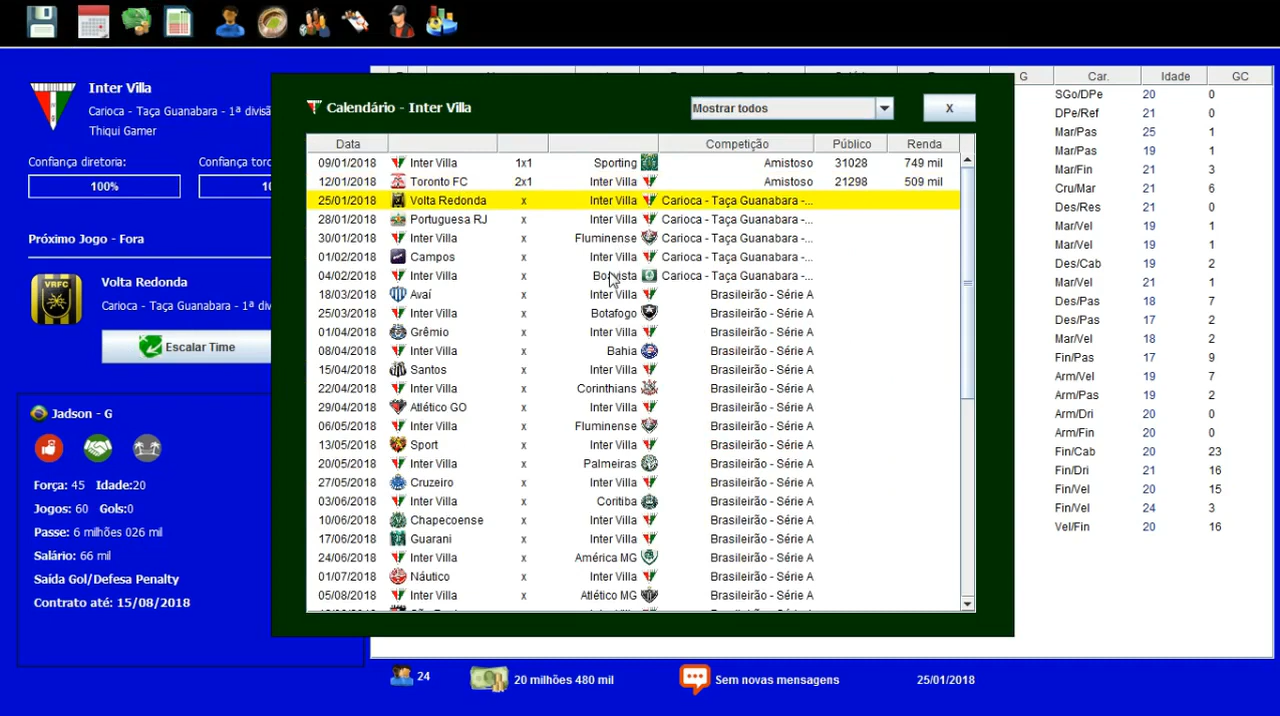 Inter Villa
Carioca - Taça Guanabara - 1ª divisã
Thiqui Gamer
Confiança diretoria:
Confiança torc
100%
10
Próximo Jogo - Fora
Volta Redonda
Carioca - Taça Guanabara - 1ª di
Escalar Time
Jadson - G
Força: 45 Idade:20
Jogos: 60 Gols:0
Passe: 6 milhões 026 mil
Salário: 66 mil
Saída Gol/Defesa Penalty
Contrato até: 15/08/2018
Calendário - Inter Villa
Mostrar todos
X
Data Competição Público Renda
09/01/2018 Inter Villa 1x1 Sporting Amistoso 31028 749 mil
12/01/2018 Toronto FC 2x1 Inter Villa Amistoso 21298 509 mil
25/01/2018 Volta Redonda x Inter Villa Carioca - Taça Guanabara -...
28/01/2018 Portuguesa RJ x Inter Villa Carioca - Taça Guanabara -...
30/01/2018 Inter Villa x Fluminense Carioca - Taça Guanabara -...
01/02/2018 Campos x Inter Villa Carioca - Taça Guanabara -...
04/02/2018 Inter Villa x Boavista Carioca - Taça Guanabara -...
18/03/2018 Avaí x Inter Villa Brasileirão - Série A
25/03/2018 Inter Villa x Botafogo Brasileirão - Série A
01/04/2018 Grêmio x Inter Villa Brasileirão - Série A
08/04/2018 Inter Villa x Bahia Brasileirão - Série A
15/04/2018 Santos x Inter Villa Brasileirão - Série A
22/04/2018 Inter Villa x Corinthians Brasileirão - Série A
29/04/2018 Atlético GO x Inter Villa Brasileirão - Série A
06/05/2018 Inter Villa x Fluminense Brasileirão - Série A
13/05/2018 Sport x Inter Villa Brasileirão - Série A
20/05/2018 Inter Villa x Palmeiras Brasileirão - Série A
27/05/2018 Cruzeiro x Inter Villa Brasileirão - Série A
03/06/2018 Inter Villa x Coritiba Brasileirão - Série A
10/06/2018 Chapecoense x Inter Villa Brasileirão - Série A
17/06/2018 Guarani x Inter Villa Brasileirão - Série A
24/06/2018 Inter Villa x América MG Brasileirão - Série A
01/07/2018 Náutico x Inter Villa Brasileirão - Série A
05/08/2018 Inter Villa x Atlético MG Brasileirão - Série A
G Car. Idade GC
SGo/DPe 20 0
DPe/Ref 21 0
Mar/Pas 25 1
Mar/Pas 19 1
Mar/Fin 21 3
Cru/Mar 21 6
Des/Res 21 0
Mar/Vel 19 1
Mar/Vel 19 1
Des/Cab 19 2
Mar/Vel 21 1
Des/Pas 18 7
Des/Pas 17 2
Mar/Vel 18 2
Fin/Pas 17 9
Arm/Vel 19 7
Arm/Pas 19 2
Arm/Dri 20 0
Arm/Fin 20 0
Fin/Cab 20 23
Fin/Dri 21 16
Fin/Vel 20 15
Fin/Vel 24 3
Vel/Fin 20 16
24
20 milhões 480 mil
Sem novas mensagens
25/01/2018